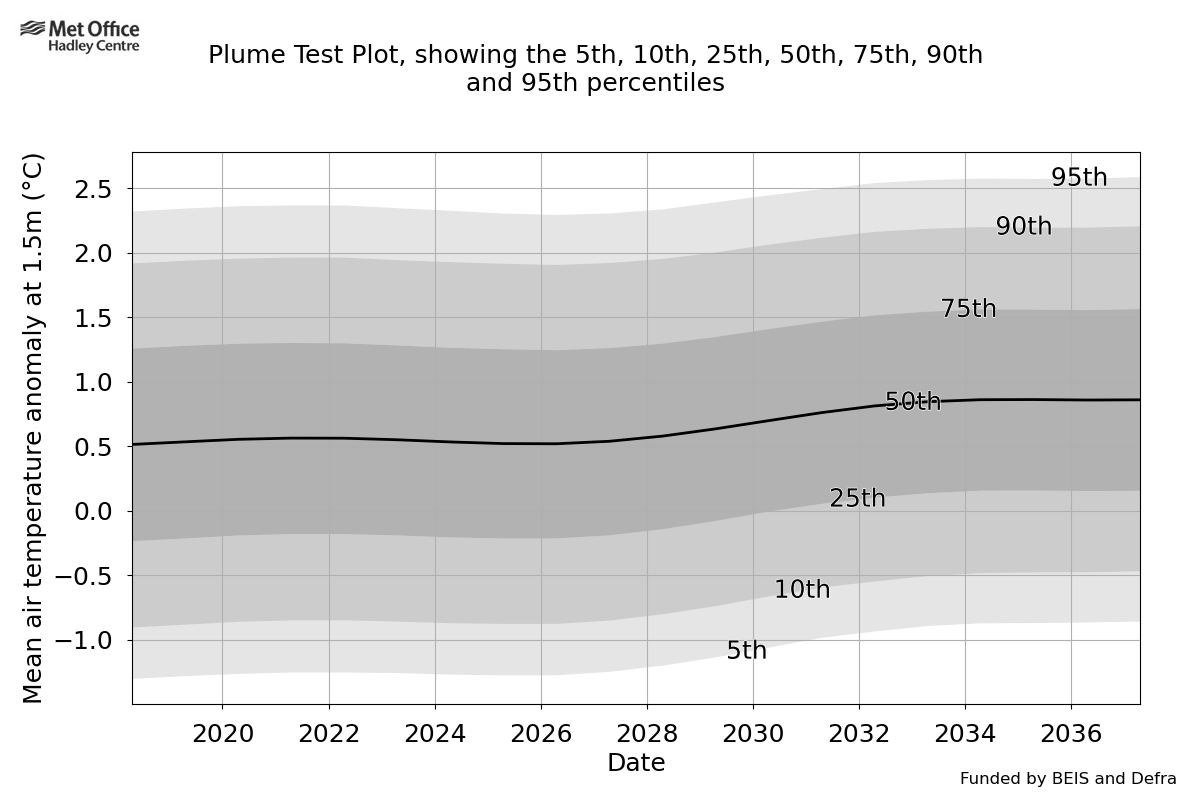 Met Office
Hadley Centre
Plume Test Plot, showing the 5th, 10th, 25th, 50th, 75th, 90th
and 95th percentiles
Mean air temperature anomaly at 1.5m (°C)
2.5
2.0
1.5
1.0
0.5
0.0
−0.5
−1.0
95th
90th
75th
50th
25th
10th
5th
2020 2022 2024 2026 2028 2030 2032 2034 2036
Date
Funded by BEIS and Defra